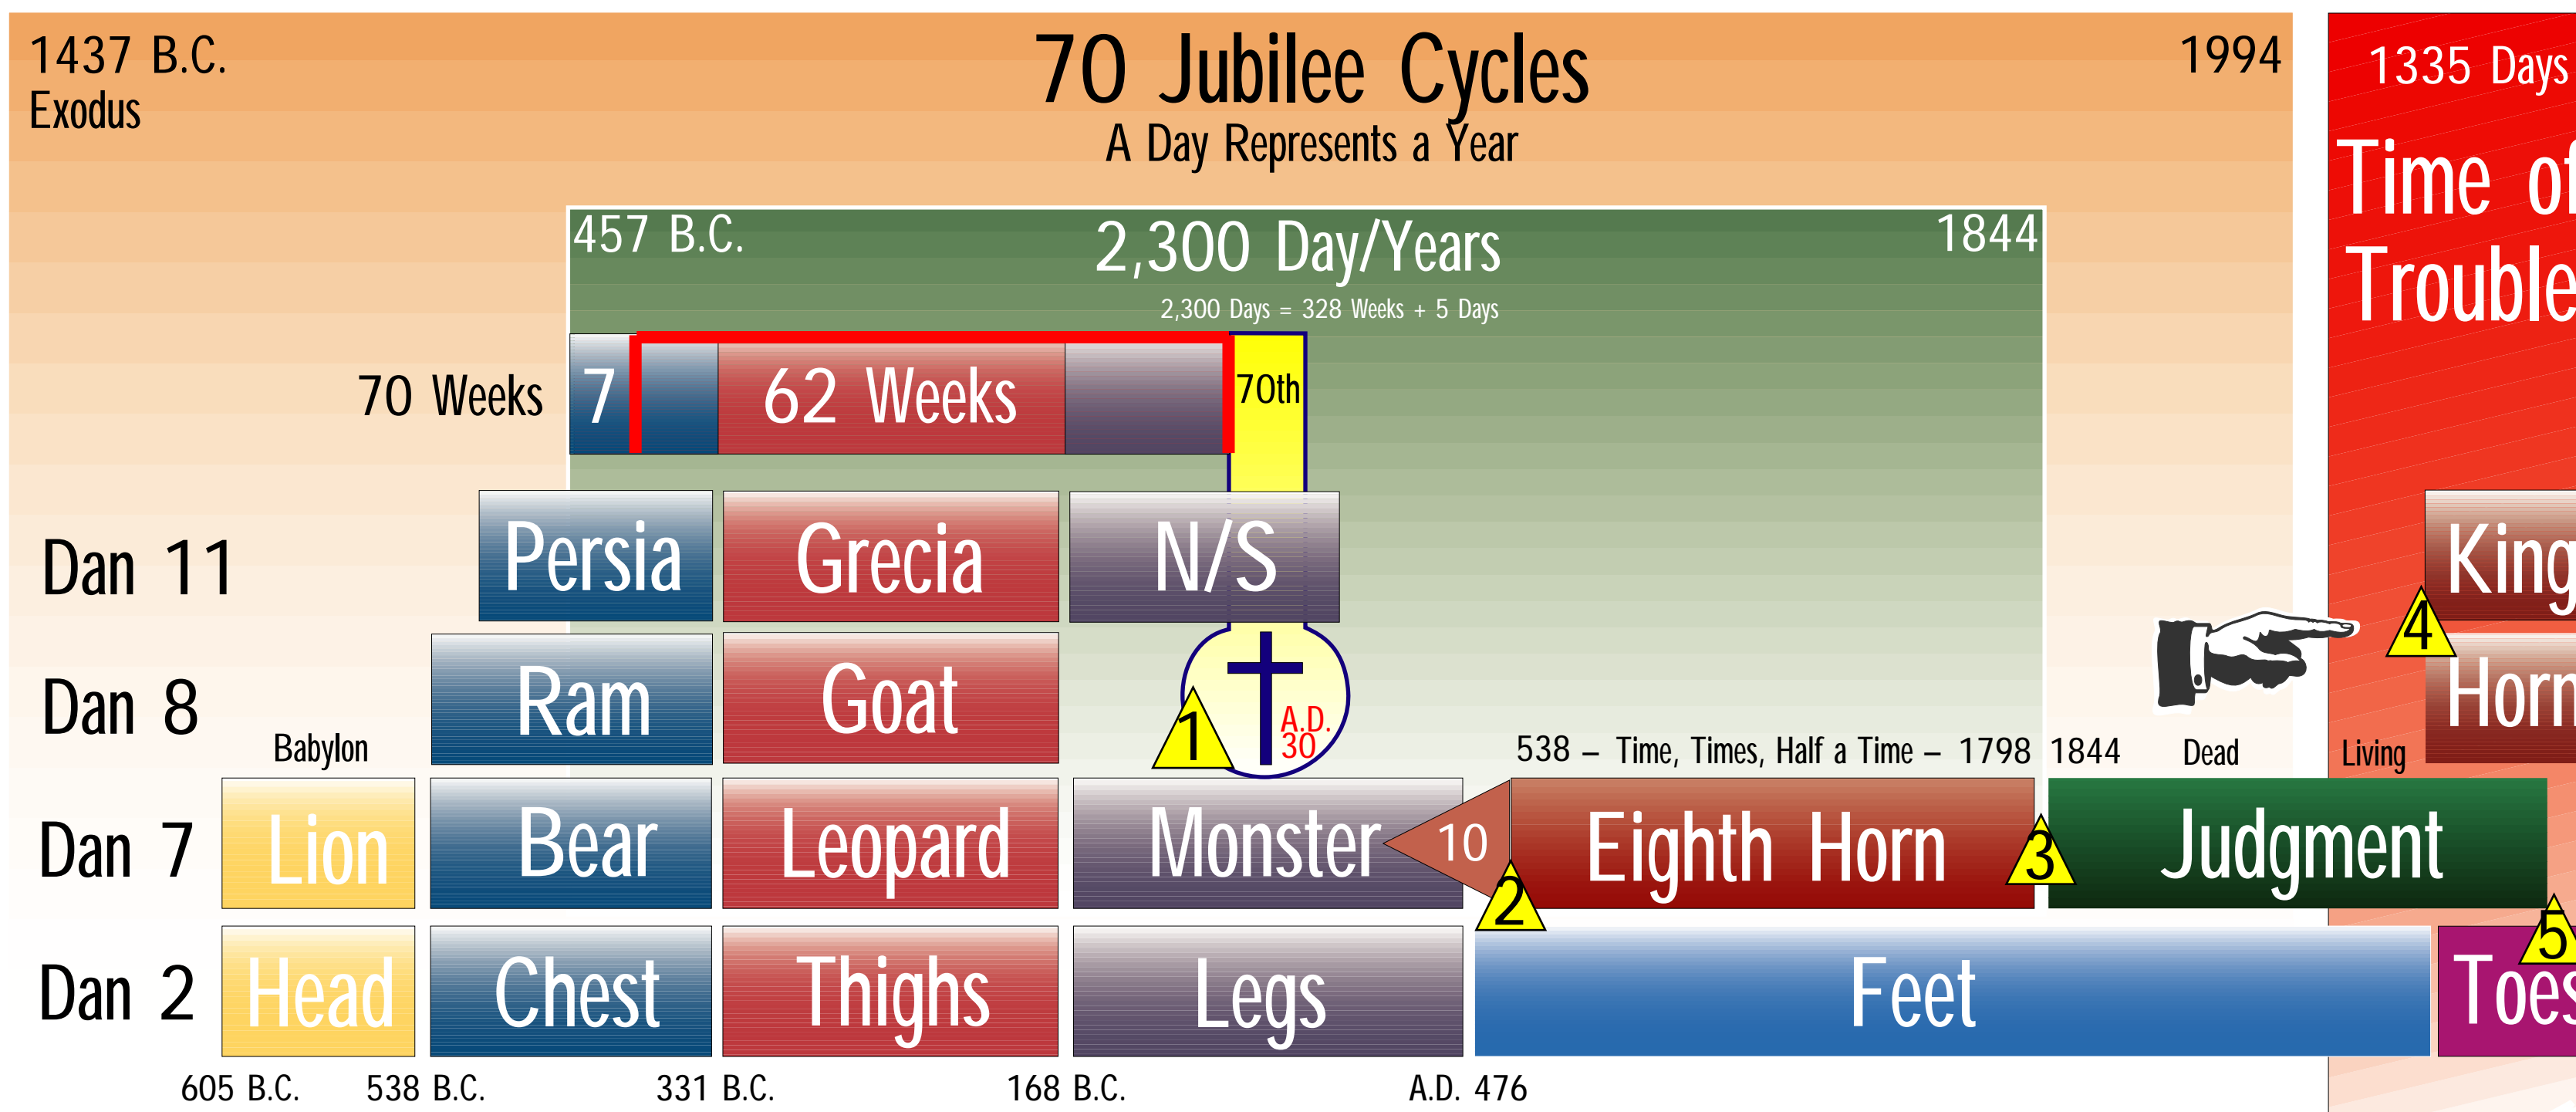 1437 B.C.
Exodus
70 Jubilee Cycles
A Day Represents a Year
1994
1335 Days
Time of
Trouble
457 B.C.
2,300 Day/Years
1844
2,300 Days = 328 Weeks + 5 Days
70 Weeks
7
62 Weeks
70th
Dan 11
Persia
Grecia
N/S
King
4
Dan 8
Ram
Goat
1
A.D.
30
Horn
Babylon
538 – Time, Times, Half a Time – 1798
1844
Dead
Living
Dan 7
Lion
Bear
Leopard
Monster
10
2
Eighth Horn
3
Judgment
5
Dan 2
Head
Chest
Thighs
Legs
Feet
Toes
605 B.C.
538 B.C.
331 B.C.
168 B.C.
A.D. 476